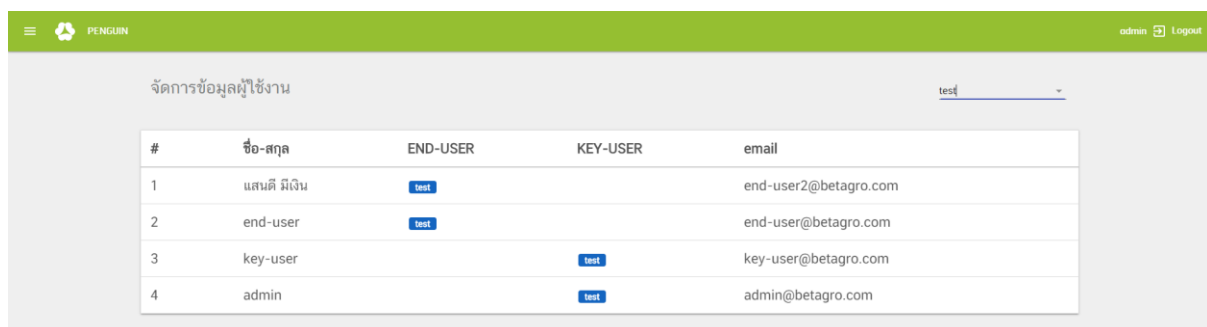 PENGUIN admin Logout
จัดการข้อมูลผู้ใช้งาน test
# ชื่อ-สกุล END-USER KEY-USER email
1 แสนดี มีเงิน test end-user2@betagro.com
2 end-user test end-user@betagro.com
3 key-user test key-user@betagro.com
4 admin test admin@betagro.com